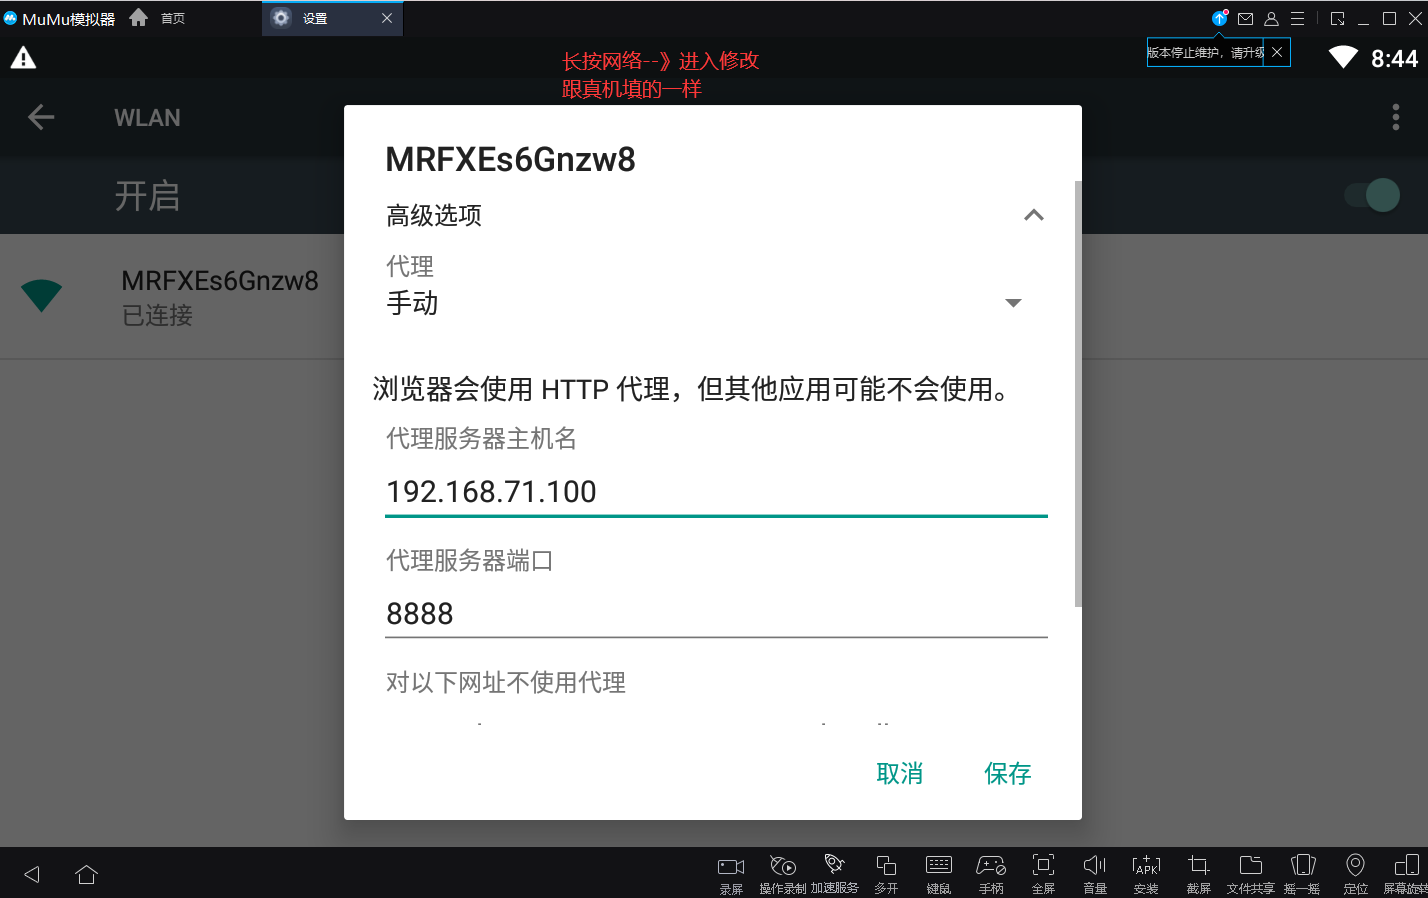 MuMu模拟器
首页
设置
版本停止维护，请升级
8:44
长按网络--》进入修改
跟真机填的一样
WLAN
开启
MRFXEs6Gnzw8
已连接
MRFXEs6Gnzw8
高级选项
代理
手动
浏览器会使用 HTTP 代理，但其他应用可能不会使用。
代理服务器主机名
192.168.71.100
代理服务器端口
8888
对以下网址不使用代理
取消
保存
APK
录屏
操作录制
加速服务
多开
键鼠
手柄
全屏
音量
安装
截屏
文件共享
摇一摇
定位
屏幕旋转